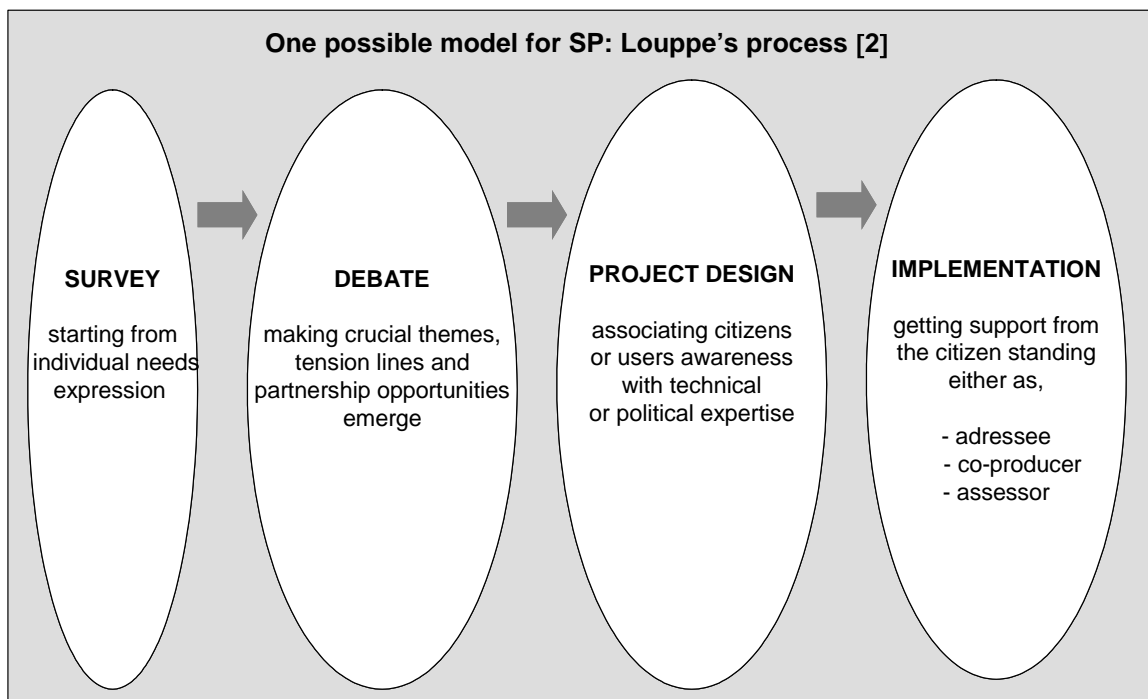 One possible model for SP: Louppe’s process [2]
SURVEY
starting from
individual needs
expression
DEBATE
making crucial themes,
tension lines and
partnership opportunities
emerge
PROJECT DESIGN
associating citizens
or users awareness
with technical
or political expertise
IMPLEMENTATION
getting support from
the citizen standing
either as,
- adressee
- co-producer
- assessor